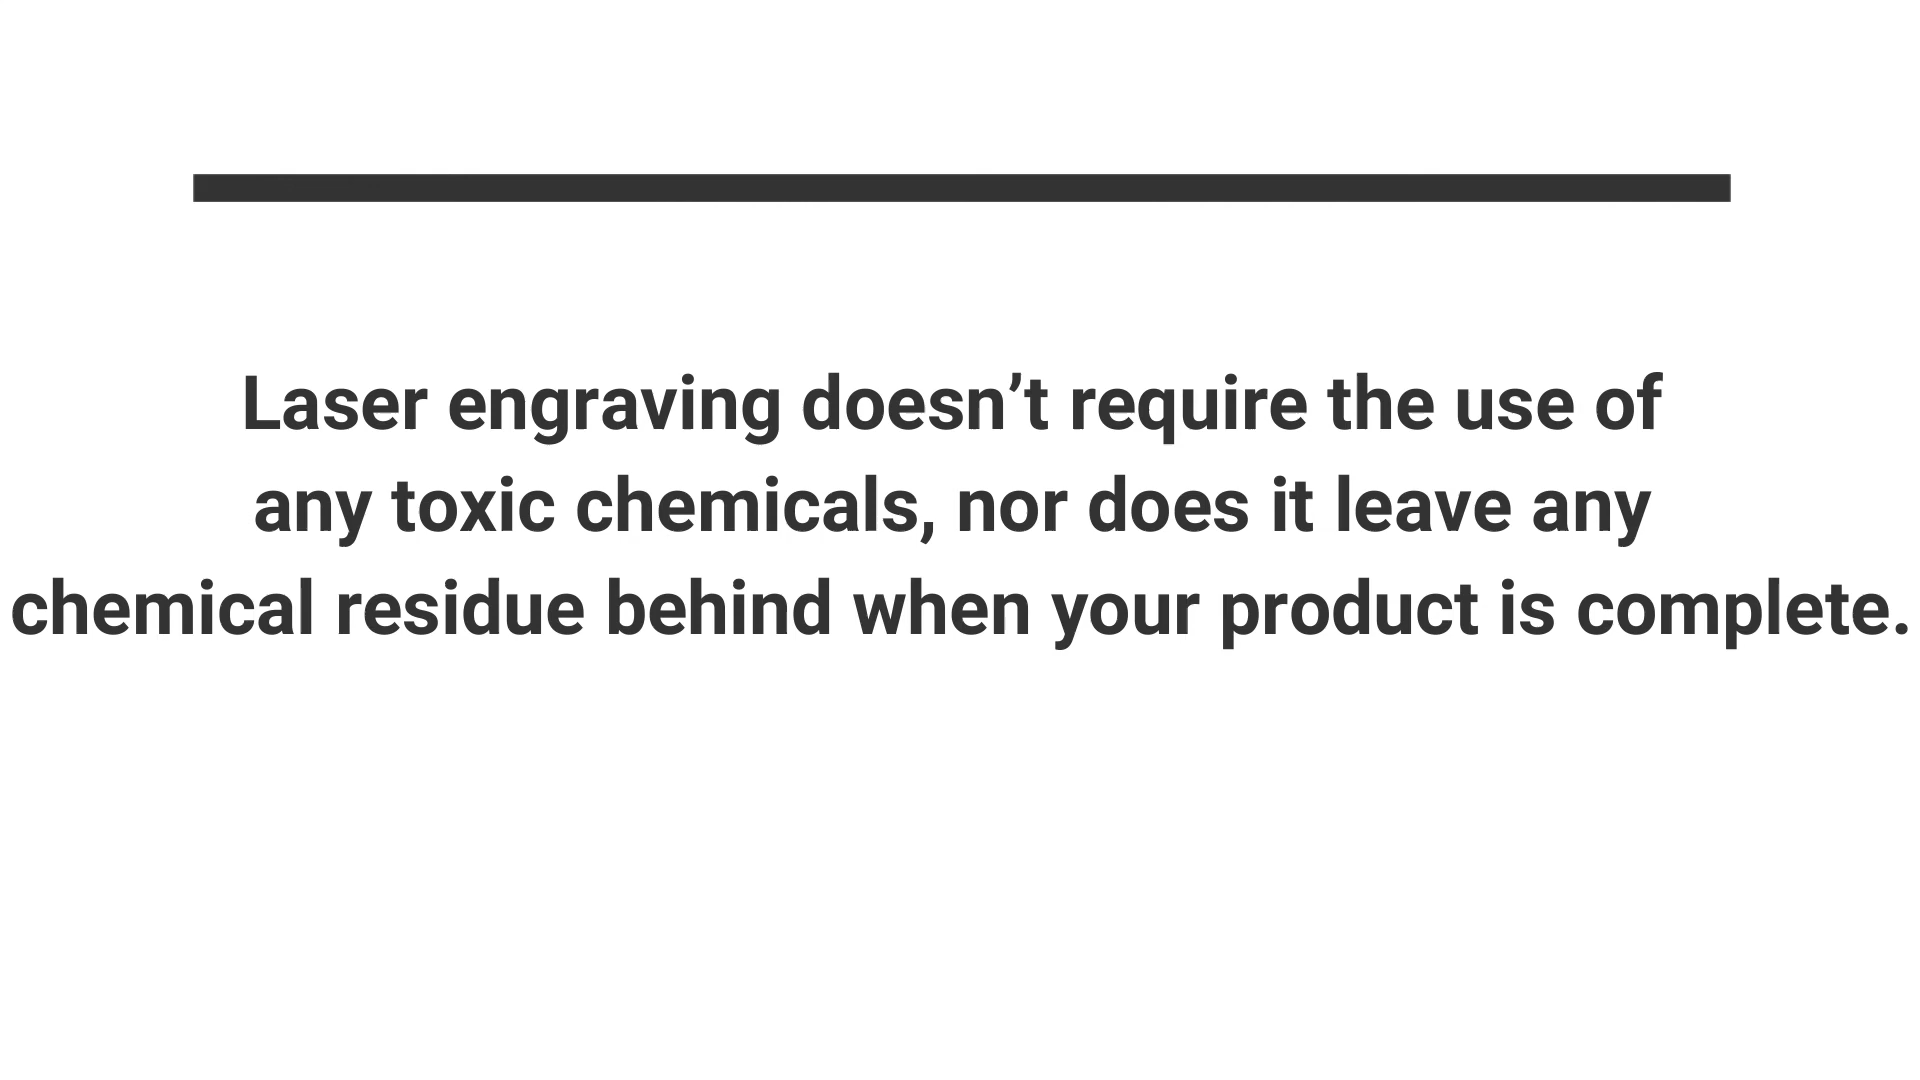 Laser engraving doesn’t require the use of
any toxic chemicals, nor does it leave any
chemical residue behind when your product is complete.